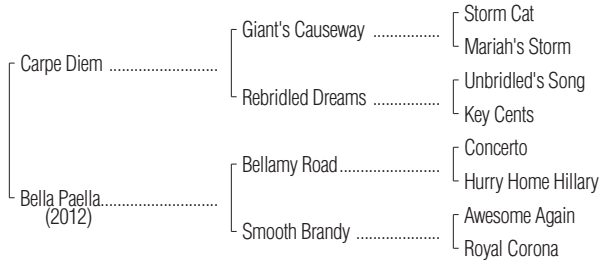 Storm Cat
Giant's Causeway ..................
Mariah's Storm
Carpe Diem ........................
Unbridled's Song
Rebridled Dreams ................
Key Cents
Concerto
Bellamy Road......................
Hurry Home Hillary
Bella Paella..........................
(2012)
Awesome Again
Smooth Brandy ....................
Royal Corona